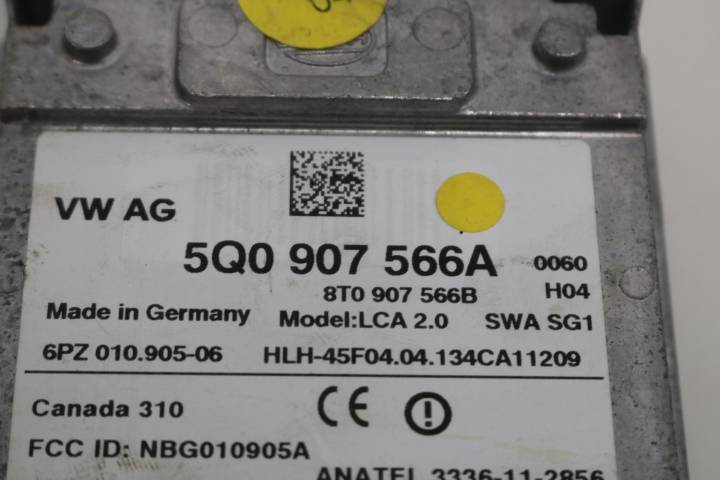 VW AG
5Q0 907 566A 0060
8T0 907 566B H04
Made in Germany Model:LCA 2.0 SWA SG1
6PZ 010.905-06 HLH-45F04.04.134CA11209
Canada 310 CE
FCC ID: NBG010905A
ANATEL 3336-11-2856